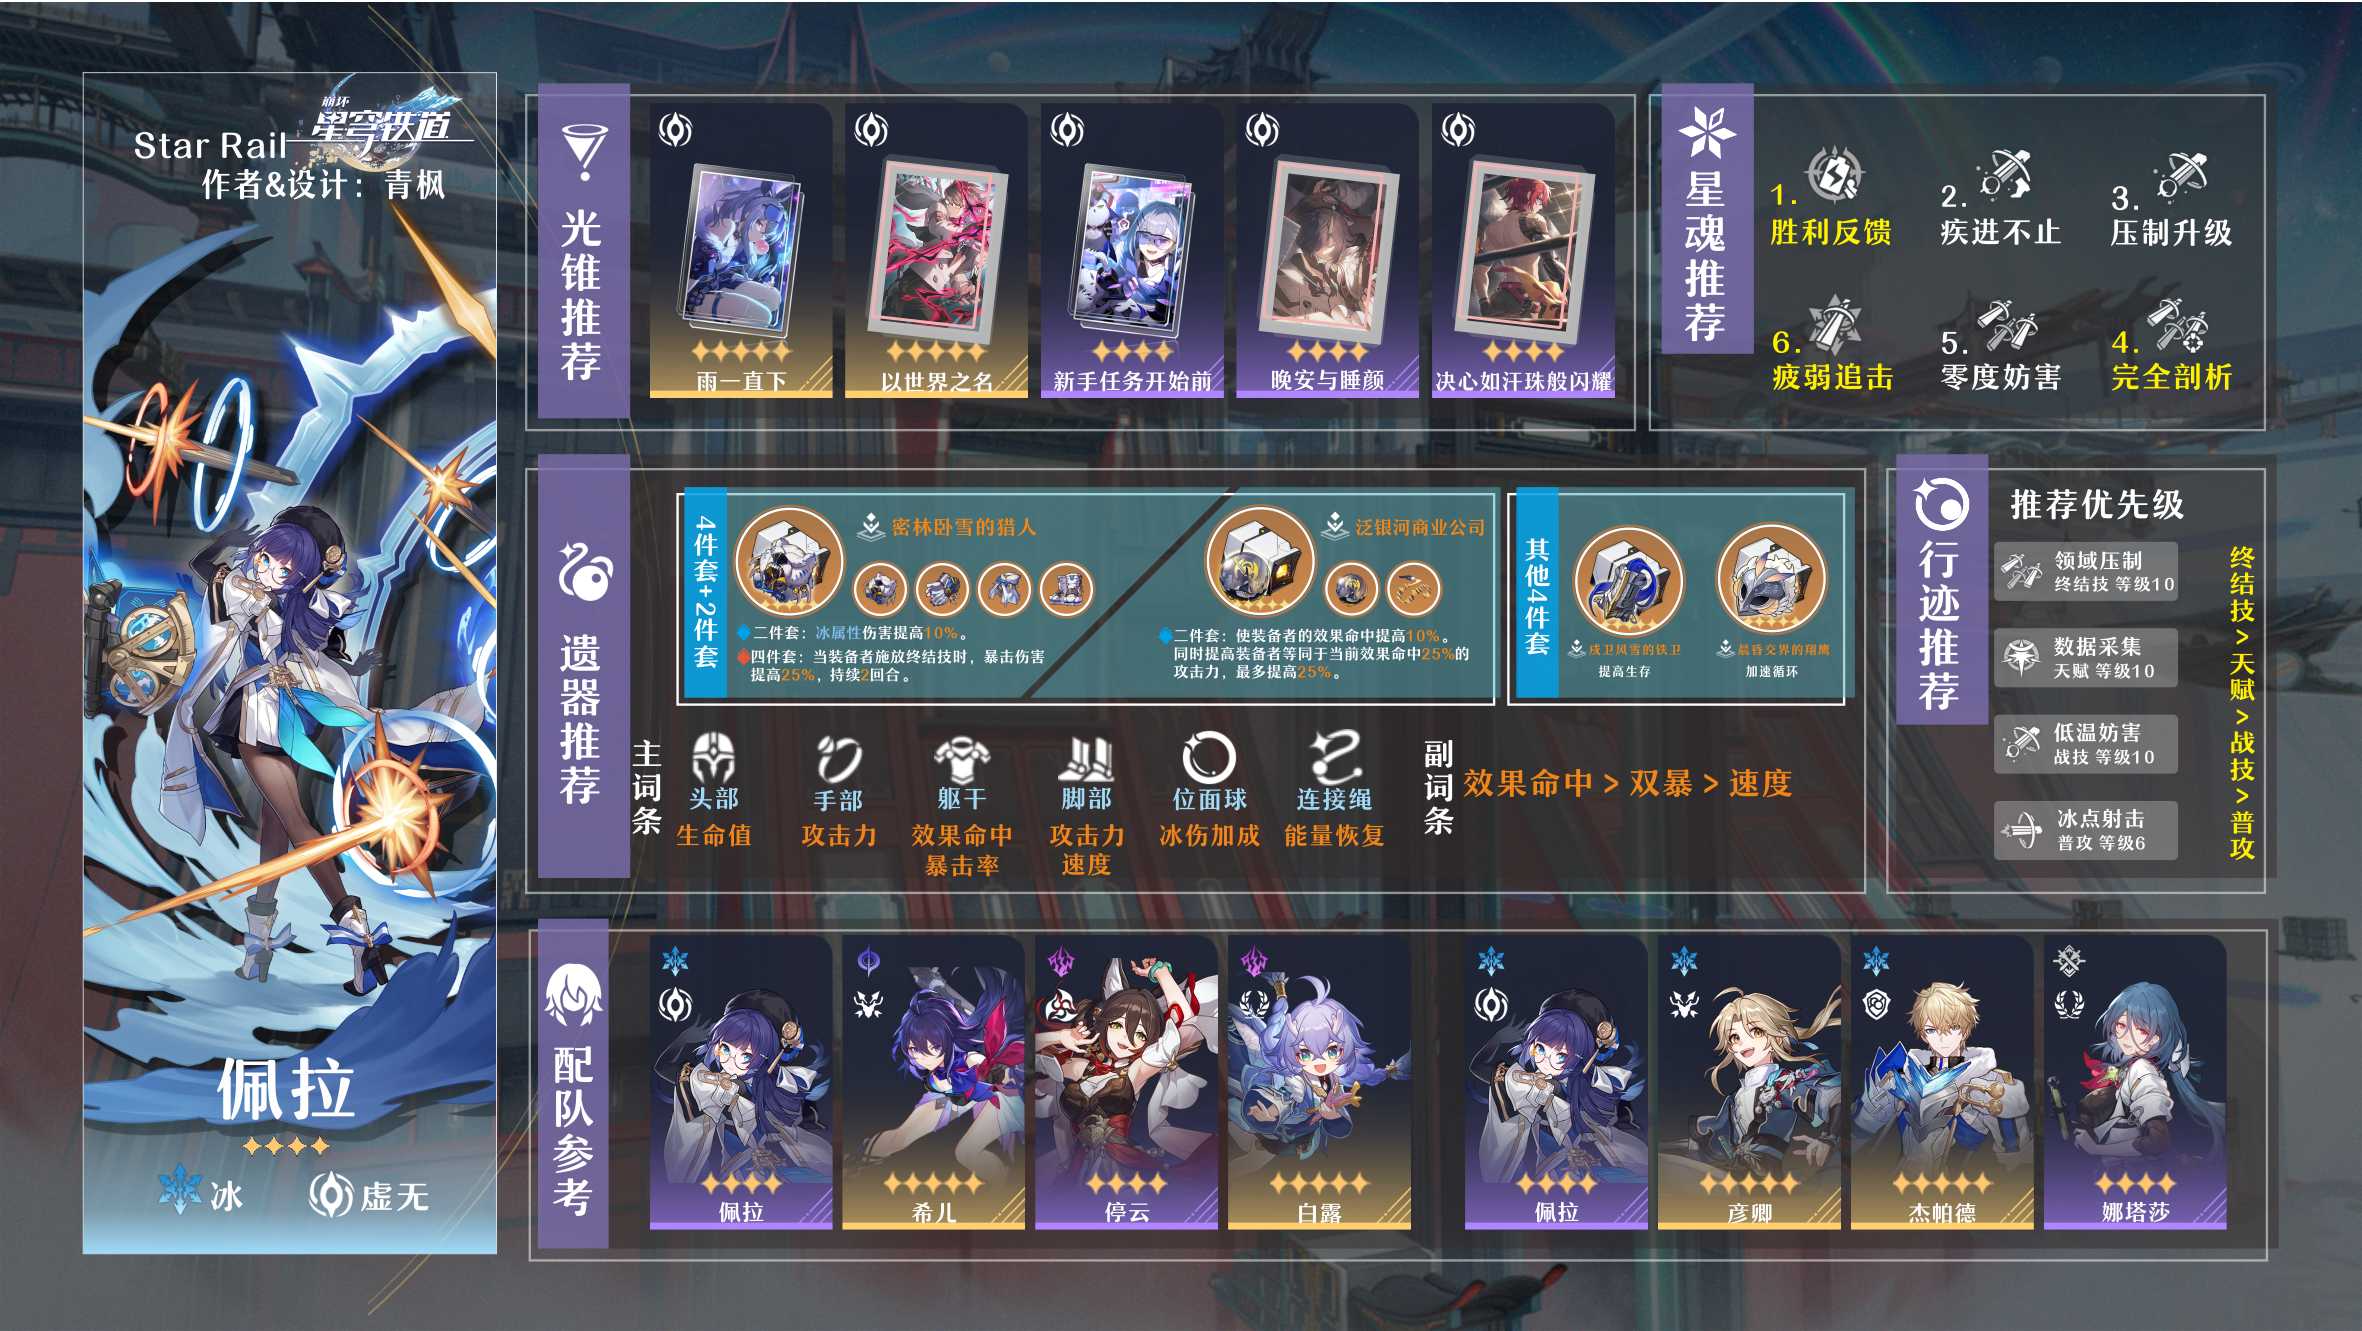 崩坏
星穹铁道
Star Rail
作者&设计：青枫
佩拉
冰
虚无
光锥推荐
雨一直下
以世界之名
新手任务开始前
晚安与睡颜
决心如汗珠般闪耀
星魂推荐
1.
胜利反馈
2.
疾进不止
3.
压制升级
6.
疲弱追击
5.
零度妨害
4.
完全剖析
遗器推荐
4件套+2件套
密林卧雪的猎人
二件套：冰属性伤害提高10%。
四件套：当装备者施放终结技时，暴击伤害
提高25%，持续2回合。
泛银河商业公司
二件套：使装备者的效果命中提高10%。
同时提高装备者等同于当前效果命中25%的
攻击力，最多提高25%。
其他4件套
戍卫风雪的铁卫
提高生存
晨昏交界的翔鹰
加速循环
主词条
头部
生命值
手部
攻击力
躯干
效果命中
暴击率
脚部
攻击力
速度
位面球
冰伤加成
连接绳
能量恢复
副词条
效果命中＞双暴＞速度
行迹推荐
推荐优先级
领域压制
终结技 等级10
数据采集
天赋 等级10
低温妨害
战技 等级10
冰点射击
普攻 等级6
终结技＞天赋＞战技＞普攻
配队参考
佩拉
希儿
停云
白露
佩拉
彦卿
杰帕德
娜塔莎